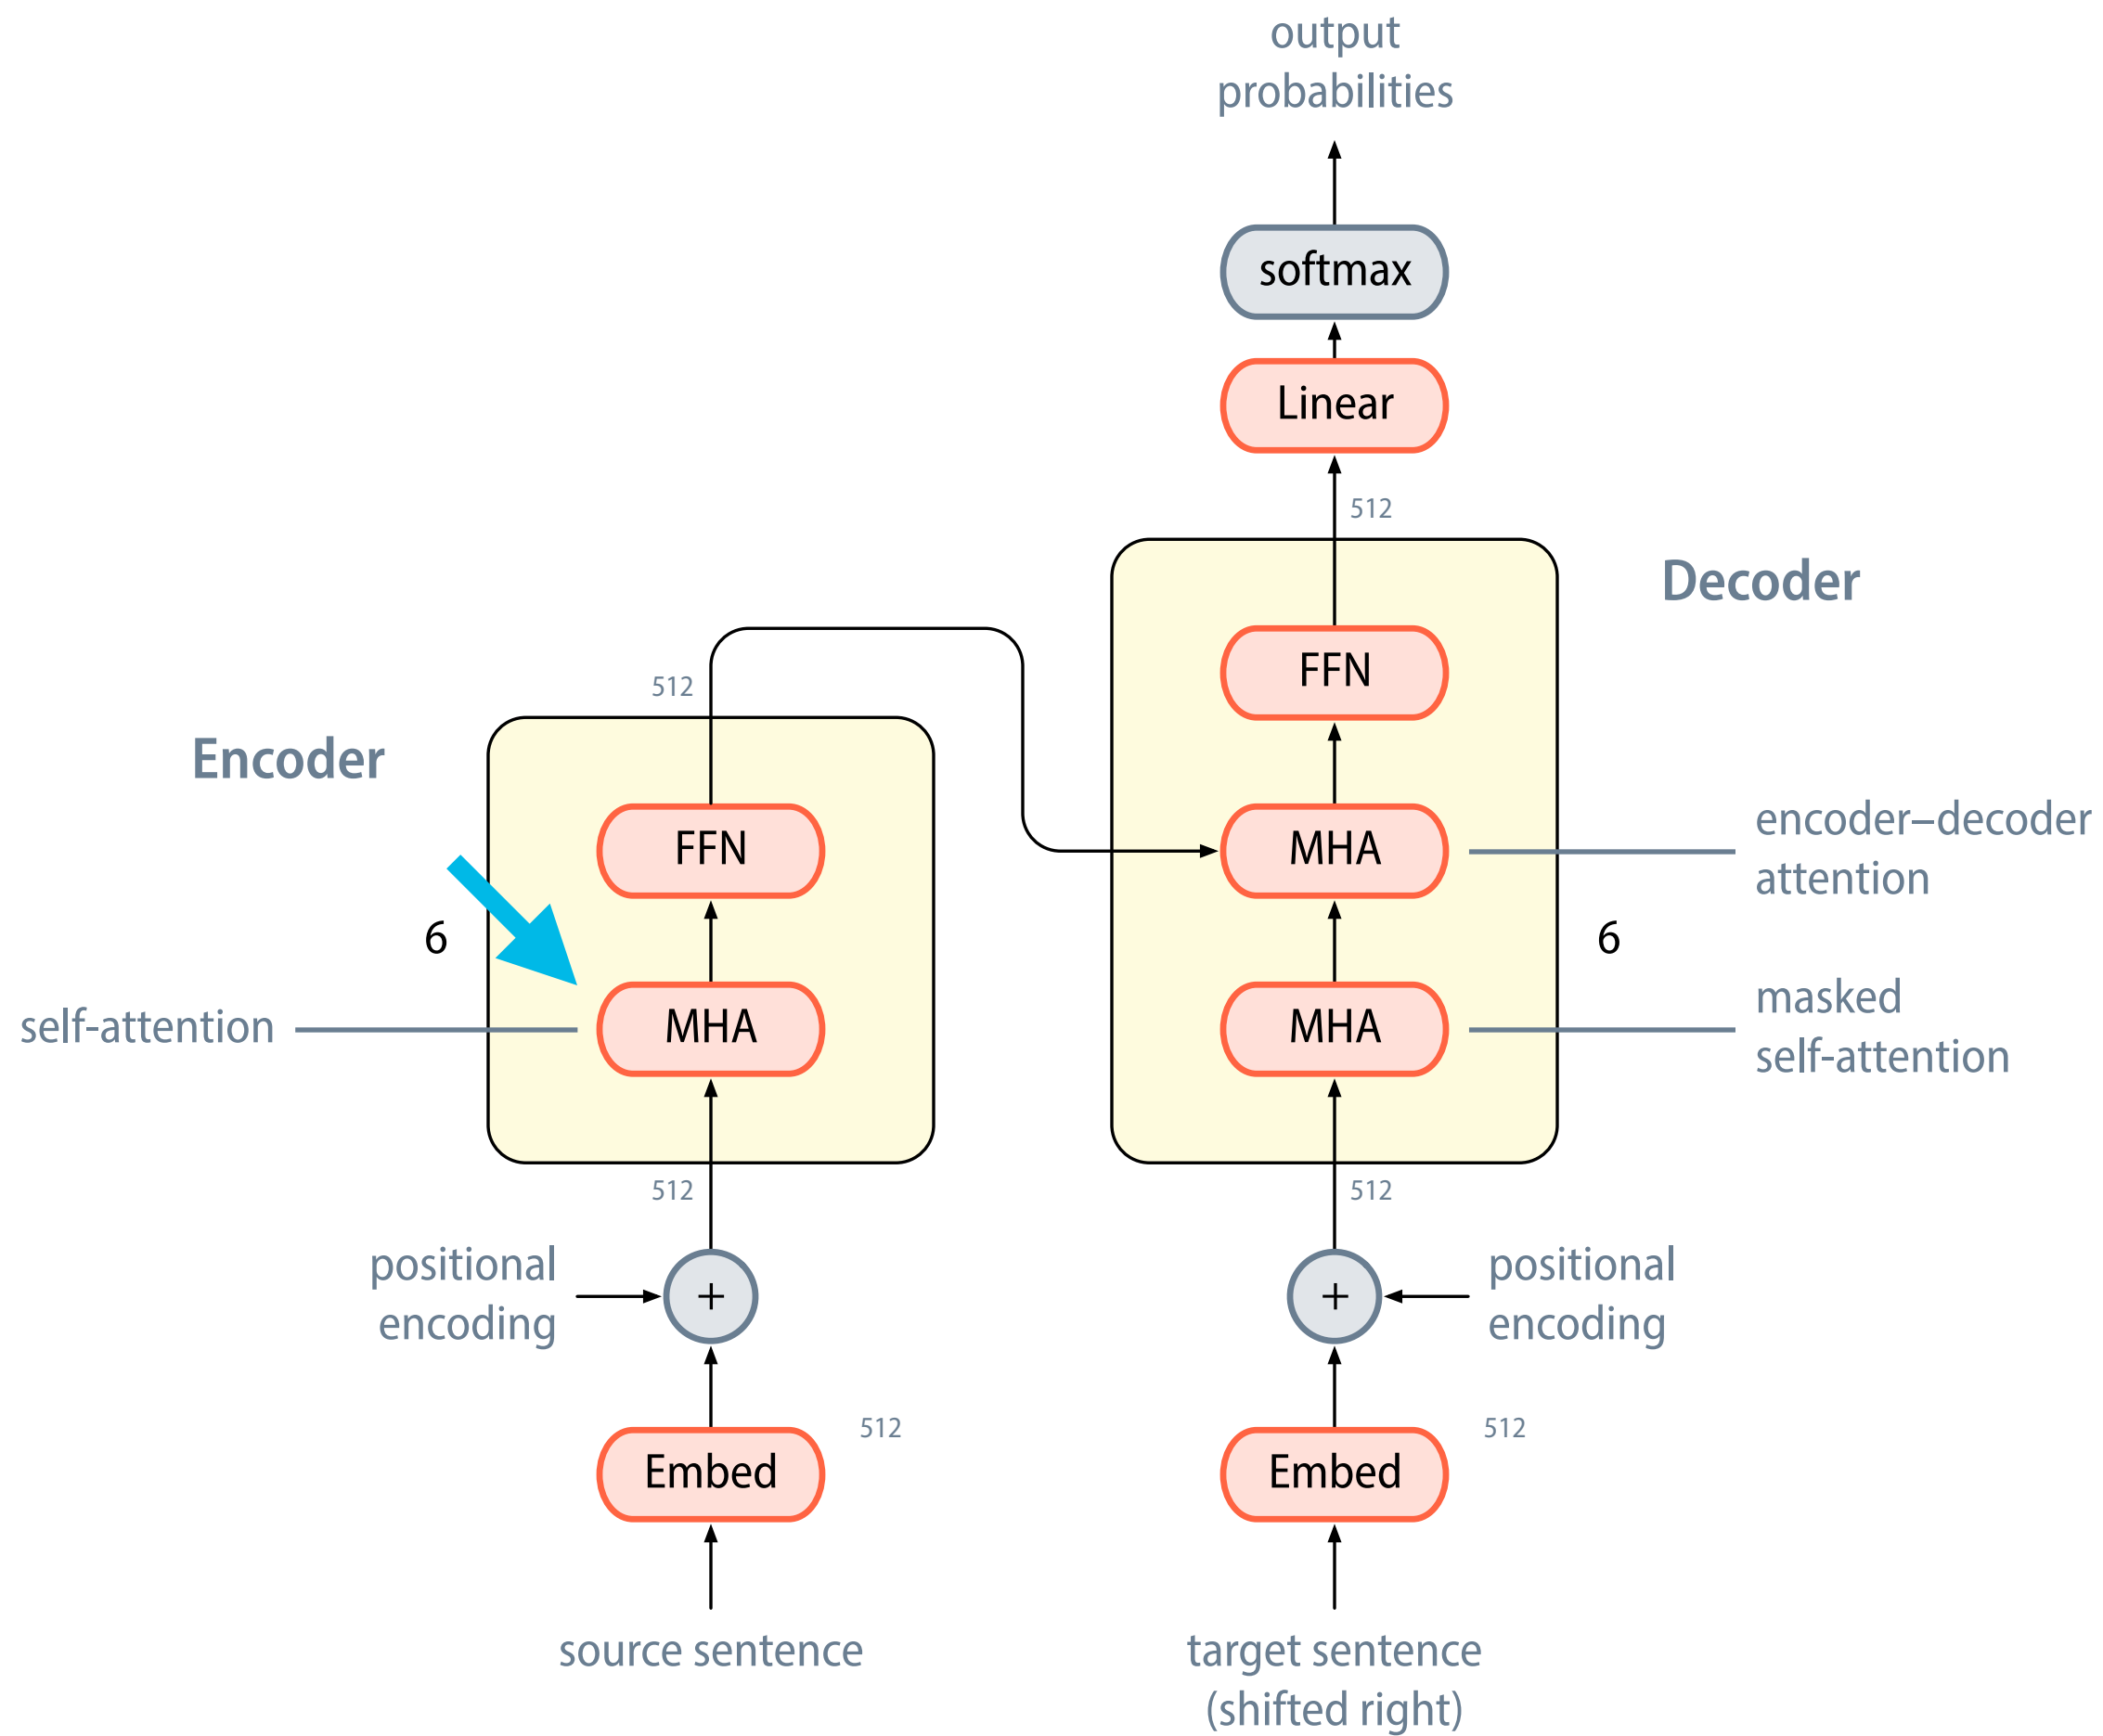 output
probabilities
softmax
Linear
512
Decoder
FFN
512
Encoder
FFN
MHA
encoder–decoder
attention
6
6
self-attention
MHA
MHA
masked
self-attention
512
512
positional
encoding
+
+
positional
encoding
512
512
Embed
Embed
source sentence
target sentence
(shifted right)